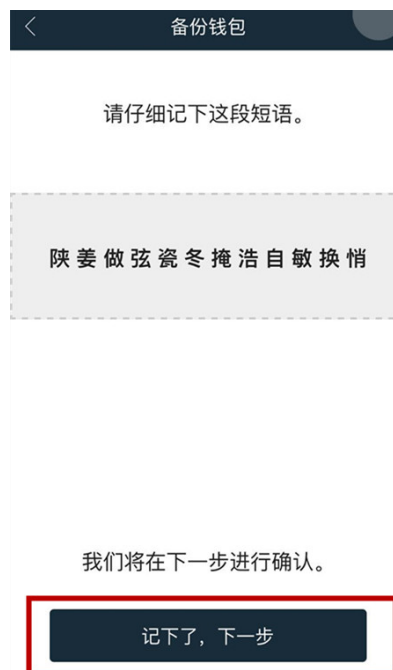 备份钱包
请仔细记下这段短语。
陕姜做弦瓷冬掩浩自敏换悄
我们将在下一步进行确认。
记下了，下一步